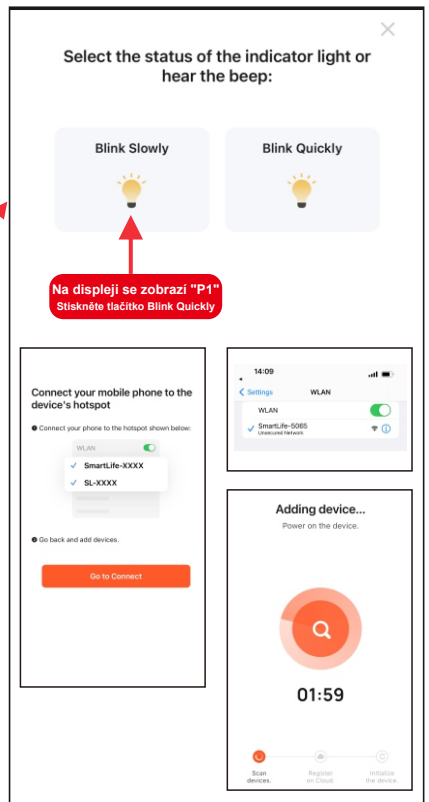 Select the status of the indicator light or
hear the beep:
Blink Slowly
Blink Quickly
Na displeji se zobrazí "P1"
Stiskněte tlačítko Blink Quickly
Connect your mobile phone to the
device's hotspot
❶ Connect your phone to the hotspot shown below:
WLAN
✓ SmartLife-XXXX
✓ SL-XXXX
❷ Go back and add devices.
Go to Connect
14:09
Settings
WLAN
WLAN
✓ SmartLife-5065
Unsecured Network
Adding device...
Power on the device.
01:59
Scan
devices.
Register
on Cloud.
Initialize
the device.